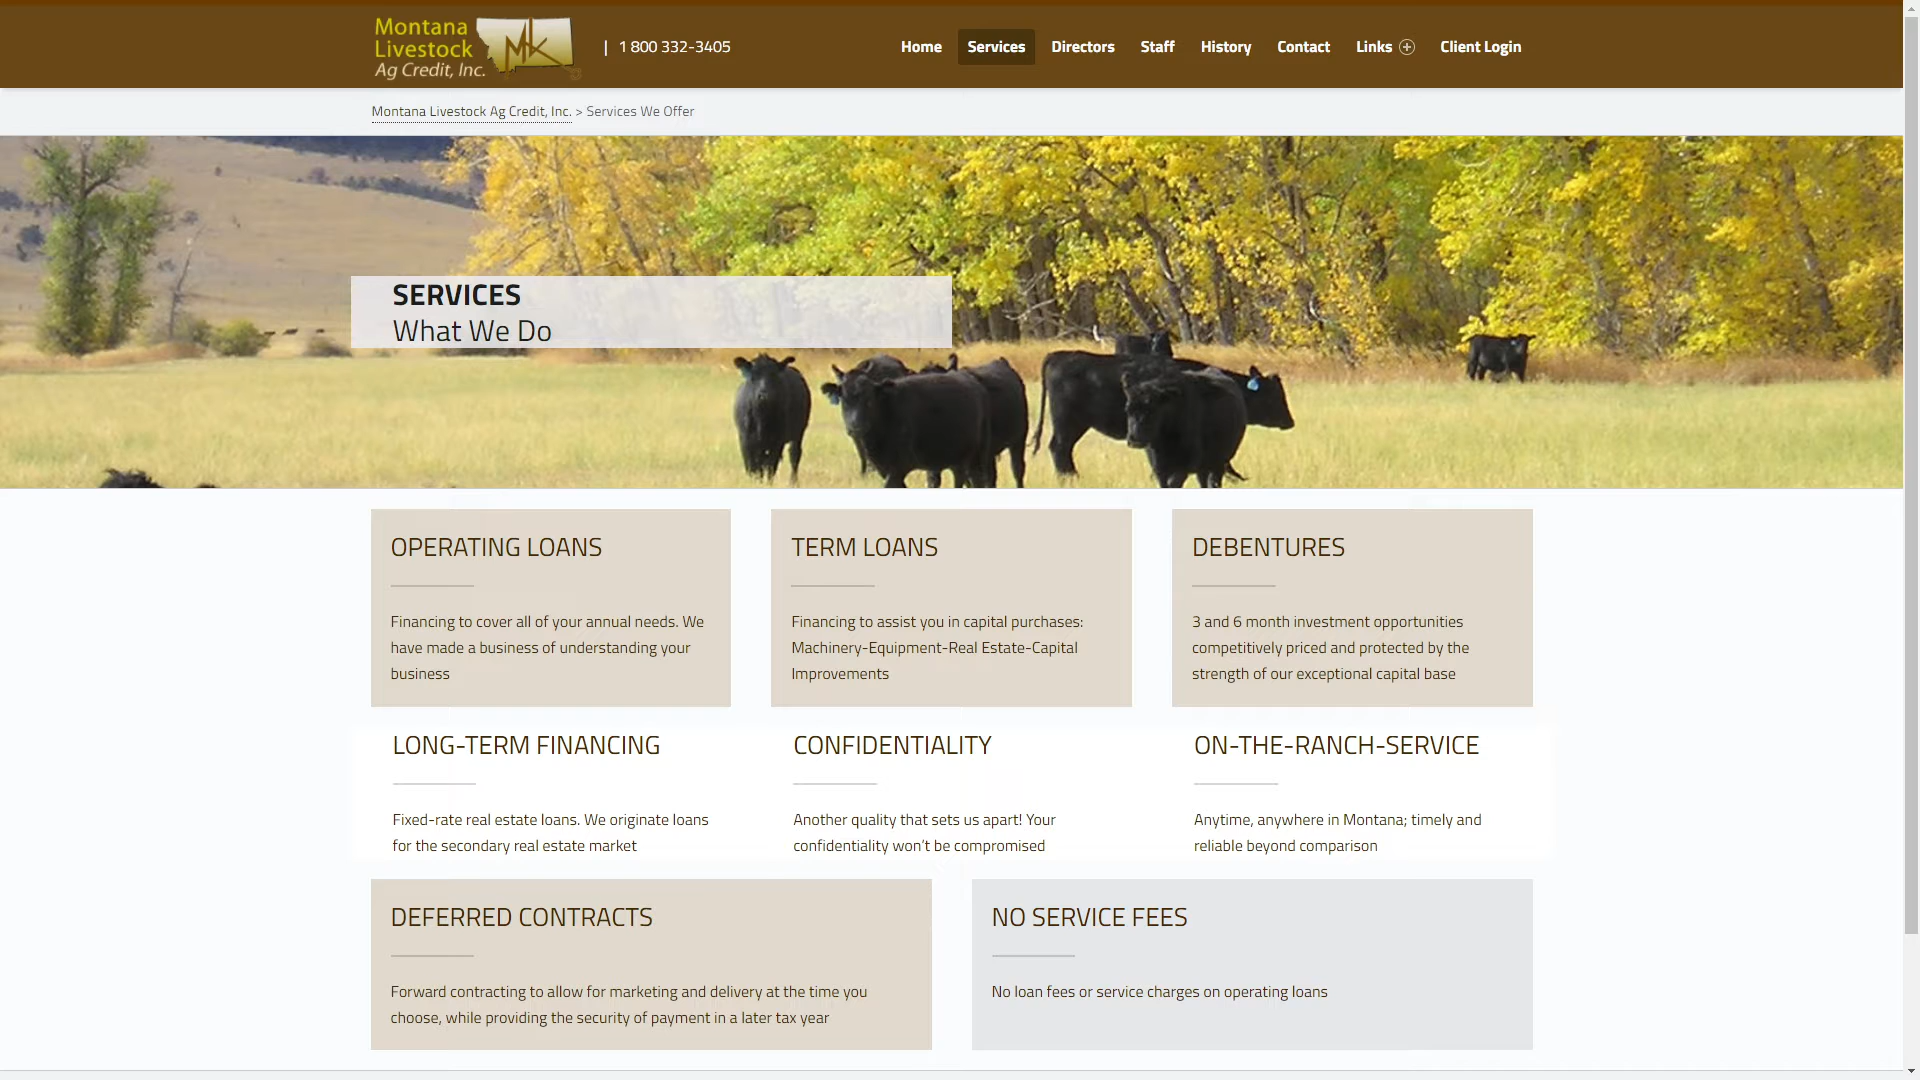 Montana
Livestock
Ag Credit, Inc.
MK
| 1 800 332-3405
Home Services Directors Staff History Contact Links Client Login
Montana Livestock Ag Credit, Inc. > Services We Offer
SERVICES
What We Do
OPERATING LOANS
Financing to cover all of your annual needs. We
have made a business of understanding your
business
TERM LOANS
Financing to assist you in capital purchases:
Machinery-Equipment-Real Estate-Capital
Improvements
DEBENTURES
3 and 6 month investment opportunities
competitively priced and protected by the
strength of our exceptional capital base
LONG-TERM FINANCING
Fixed-rate real estate loans. We originate loans
for the secondary real estate market
CONFIDENTIALITY
Another quality that sets us apart! Your
confidentiality won’t be compromised
ON-THE-RANCH-SERVICE
Anytime, anywhere in Montana; timely and
reliable beyond comparison
DEFERRED CONTRACTS
Forward contracting to allow for marketing and delivery at the time you
choose, while providing the security of payment in a later tax year
NO SERVICE FEES
No loan fees or service charges on operating loans